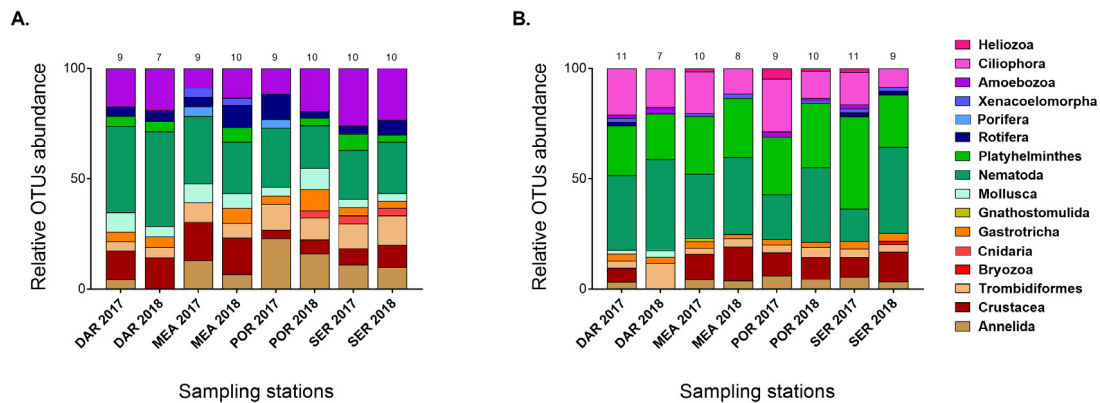 A.
9 7 9 10 9 10 10 10
Relative OTUs abundance
100
50
0
DAR 2017
DAR 2018
MEA 2017
MEA 2018
POR 2017
POR 2018
SER 2017
SER 2018
Sampling stations
B.
11 7 10 8 9 10 11 9
Relative OTUs abundance
100
50
0
DAR 2017
DAR 2018
MEA 2017
MEA 2018
POR 2017
POR 2018
SER 2017
SER 2018
Sampling stations
Heliozoa
Ciliophora
Amoebozoa
Xenacoelomorpha
Porifera
Rotifera
Platyhelminthes
Nematoda
Mollusca
Gnathostomulida
Gastrotricha
Cnidaria
Bryozoa
Trombidiformes
Crustacea
Annelida